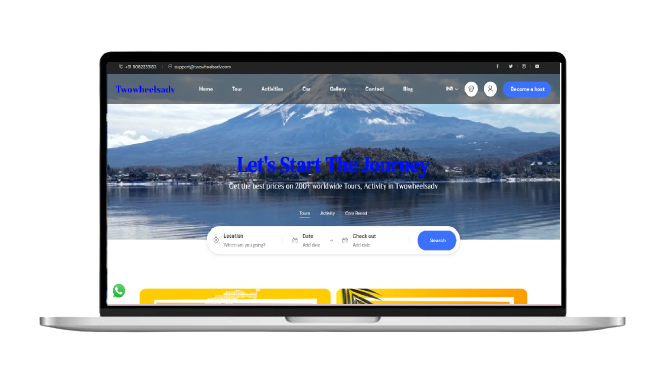 support@twowheelsadv.com
Twowheelsadv Home Tour Activities Car Gallery Contact Blog INR Become a host
Let's Start The Journey
Get the best prices on 200+ worldwide Tours, Activity in Twowheelsadv
Tours Activity Cars Rental
Location Date Check out
Where are you going? Add date - Add date Search